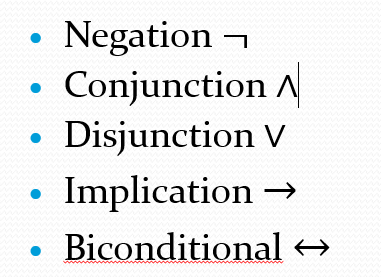 • Negation ¬
• Conjunction ∧
• Disjunction ∨
• Implication →
• Biconditional ↔